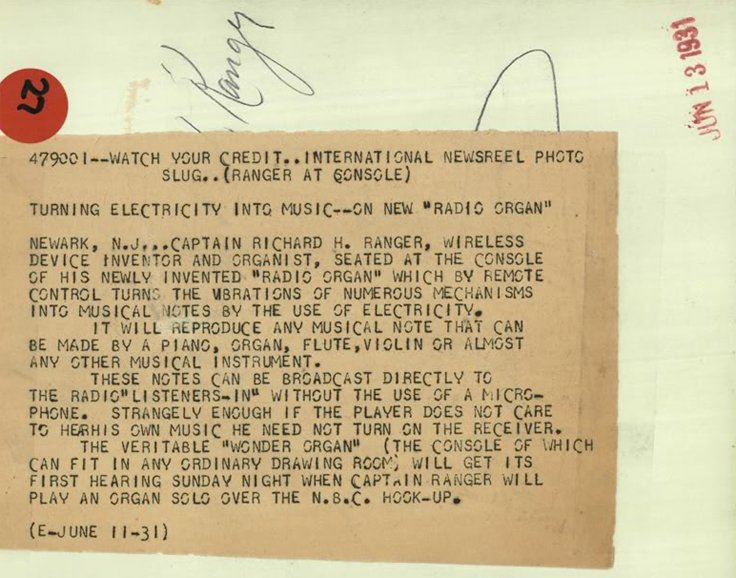 Ranger
JUN 13 1931
27
479001--WATCH YOUR CREDIT..INTERNATIONAL NEWSREEL PHOTO
SLUG..(RANGER AT CONSOLE)
TURNING ELECTRICITY INTO MUSIC--ON NEW "RADIO ORGAN"
NEWARK, N.J...CAPTAIN RICHARD H. RANGER, WIRELESS
DEVICE INVENTOR AND ORGANIST, SEATED AT THE CONSOLE
OF HIS NEWLY INVENTED "RADIO ORGAN" WHICH BY REMOTE
CONTROL TURNS THE VIBRATIONS OF NUMEROUS MECHANISMS
INTO MUSICAL NOTES BY THE USE OF ELECTRICITY.
IT WILL REPRODUCE ANY MUSICAL NOTE THAT CAN
BE MADE BY A PIANO, ORGAN, FLUTE,VIOLIN OR ALMOST
ANY OTHER MUSICAL INSTRUMENT.
THESE NOTES CAN BE BROADCAST DIRECTLY TO
THE RADIO"LISTENERS-IN" WITHOUT THE USE OF A MICRO-
PHONE. STRANGELY ENOUGH IF THE PLAYER DOES NOT CARE
TO HEARHIS OWN MUSIC HE NEED NOT TURN ON THE RECEIVER.
THE VERITABLE "WONDER ORGAN" (THE CONSOLE OF WHICH
CAN FIT IN ANY ORDINARY DRAWING ROOM) WILL GET ITS
FIRST HEARING SUNDAY NIGHT WHEN CAPTAIN RANGER WILL
PLAY AN ORGAN SOLO OVER THE N.B.C. HOOK-UP.
(E-JUNE 11-31)